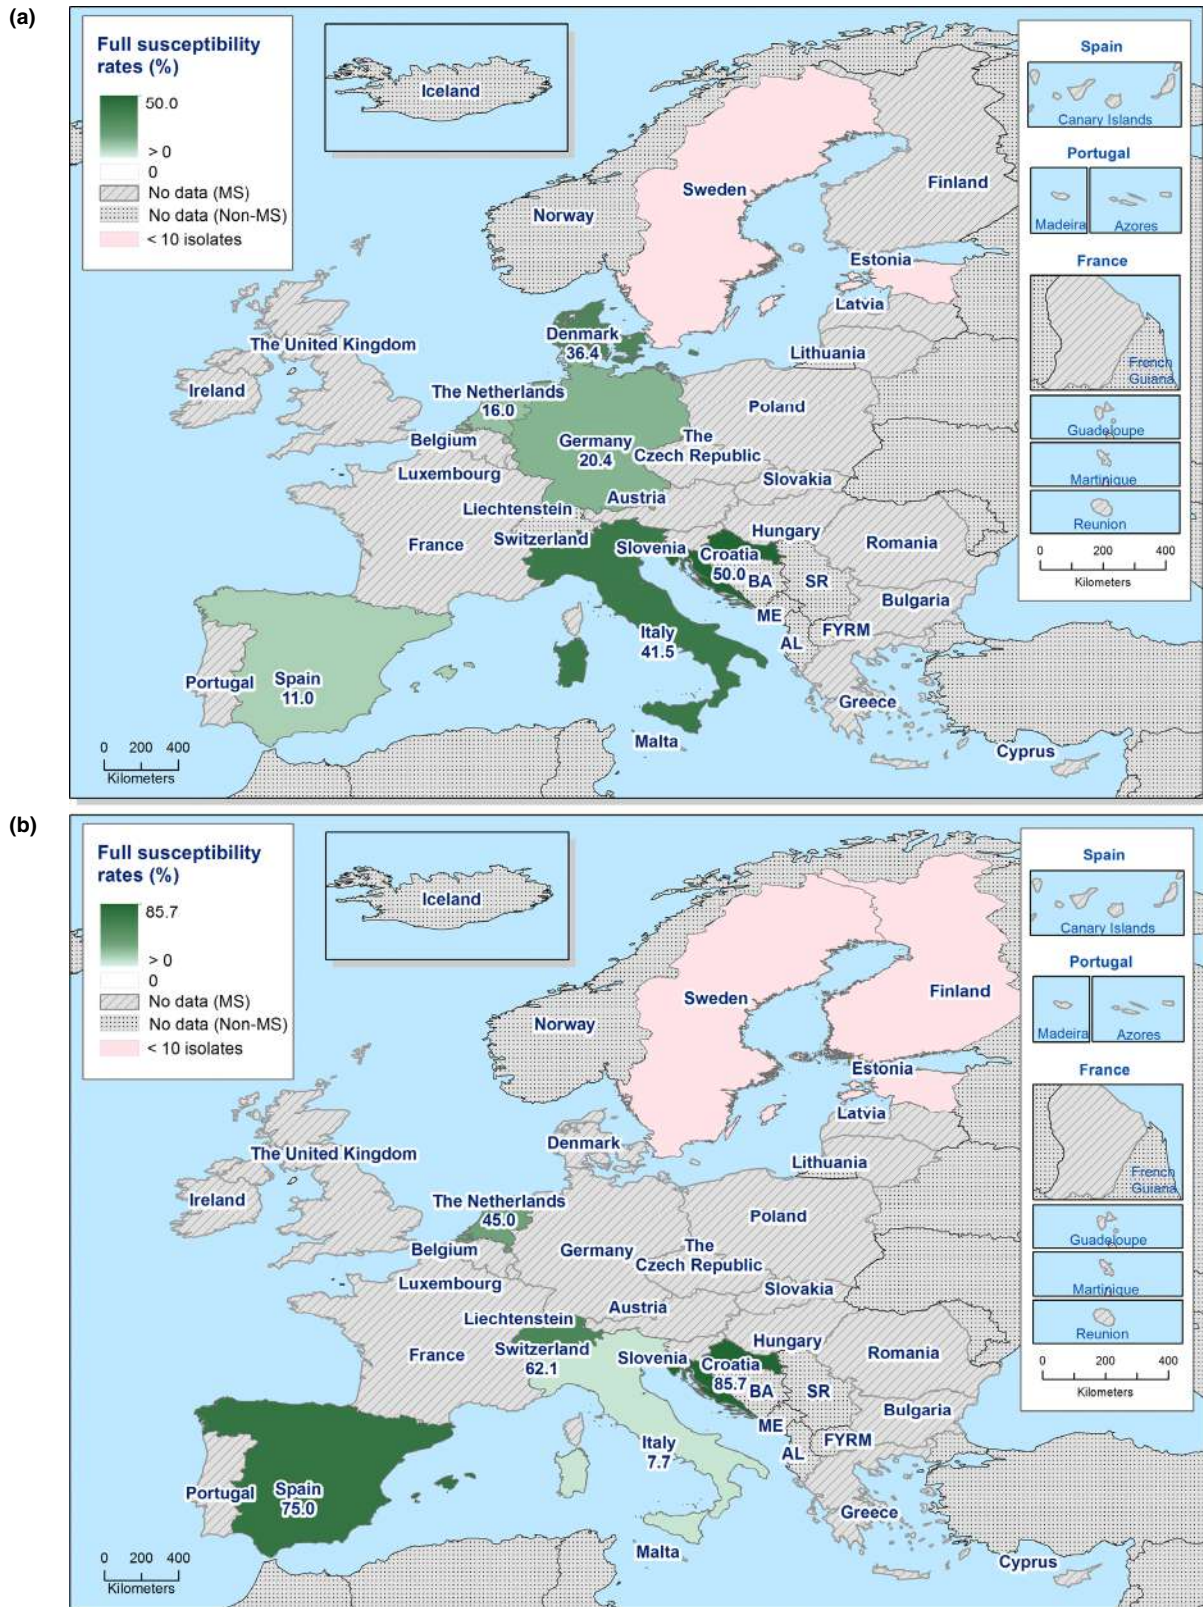 (a)
Full susceptibility
rates (%)
50.0
> 0
0
No data (MS)
No data (Non-MS)
< 10 isolates
Iceland
Spain
Canary Islands
Portugal
Madeira
Azores
France
French
Guiana
Guadeloupe
Martinique
Reunion
0 200 400
Kilometers
Sweden
Finland
Norway
Estonia
Latvia
Denmark
36.4
Lithuania
The United Kingdom
Ireland
The Netherlands
16.0
Poland
Belgium
Germany
20.4
The
Czech Republic
Luxembourg
Slovakia
Austria
Liechtenstein
Hungary
Switzerland
France
Slovenia
Croatia
50.0
Romania
BA
SR
Bulgaria
ME
Italy
41.5
AL
FYRM
Portugal
Spain
11.0
Greece
Malta
Cyprus
0 200 400
Kilometers
(b)
Full susceptibility
rates (%)
85.7
> 0
0
No data (MS)
No data (Non-MS)
< 10 isolates
Iceland
Spain
Canary Islands
Portugal
Madeira
Azores
France
French
Guiana
Guadeloupe
Martinique
Reunion
0 200 400
Kilometers
Sweden
Finland
Norway
Estonia
Latvia
Denmark
Lithuania
The United Kingdom
Ireland
The Netherlands
45.0
Poland
Belgium
Germany
The
Czech Republic
Luxembourg
Slovakia
Austria
Liechtenstein
Hungary
Switzerland
62.1
France
Slovenia
Croatia
85.7
Romania
BA
SR
Bulgaria
ME
Italy
7.7
AL
FYRM
Portugal
Spain
75.0
Greece
Malta
Cyprus
0 200 400
Kilometers